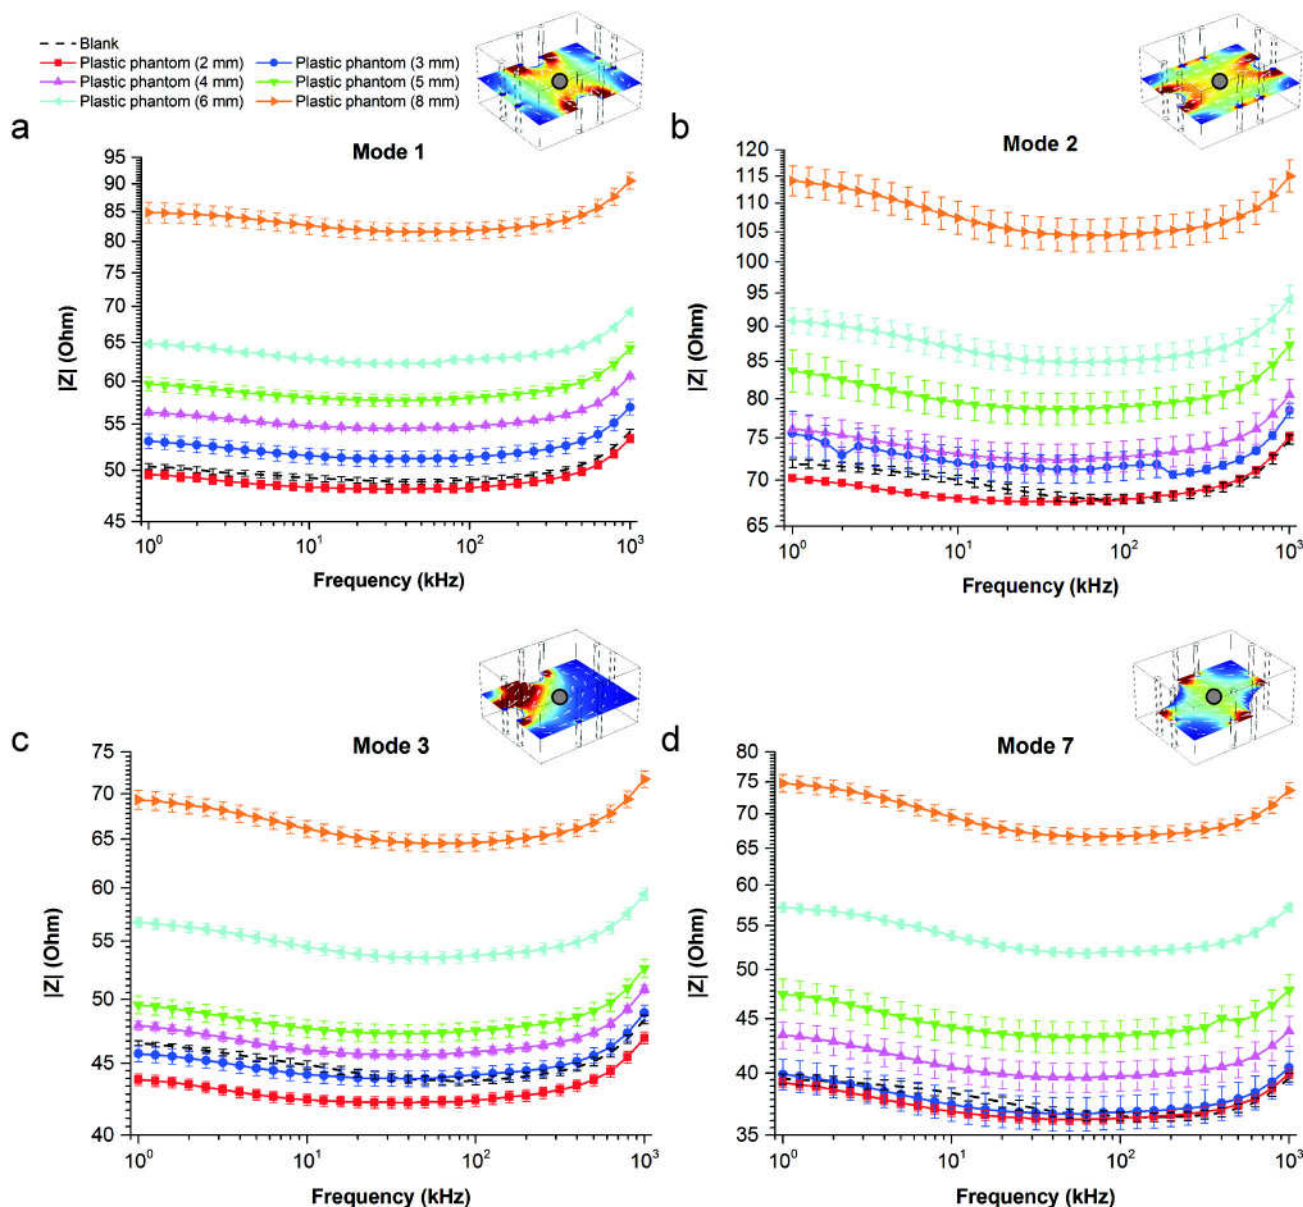 Blank
Plastic phantom (2 mm) Plastic phantom (3 mm)
Plastic phantom (4 mm) Plastic phantom (5 mm)
Plastic phantom (6 mm) Plastic phantom (8 mm)
a
Mode 1
95
90
85
80
75
70
65
60
55
50
45
|Z| (Ohm)
10⁰ 10¹ 10² 10³
Frequency (kHz)
b
Mode 2
120
115
110
105
100
95
90
85
80
75
70
65
|Z| (Ohm)
10⁰ 10¹ 10² 10³
Frequency (kHz)
c
Mode 3
75
70
65
60
55
50
45
40
|Z| (Ohm)
10⁰ 10¹ 10² 10³
Frequency (kHz)
d
Mode 7
80
75
70
65
60
55
50
45
40
35
|Z| (Ohm)
10⁰ 10¹ 10² 10³
Frequency (kHz)